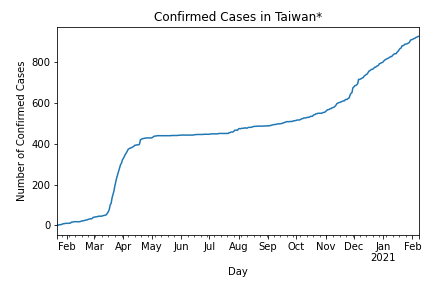 Confirmed Cases in Taiwan*
Number of Confirmed Cases
800
600
400
200
0
Feb Mar Apr May Jun Jul Aug Sep Oct Nov Dec Jan Feb
2021
Day